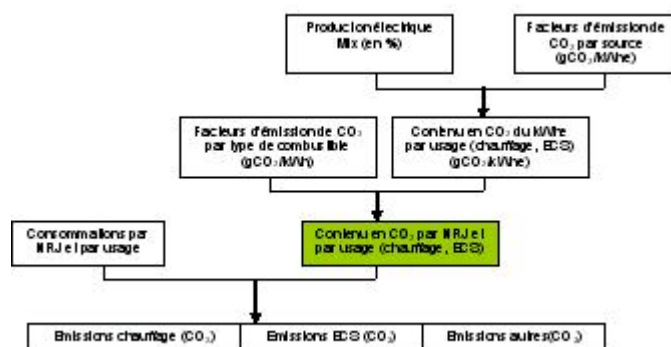 Producion électrique
Mix (en %)
Facteurs d'émission de
CO₂ par source
(gCO₂/kWhe)
Facteurs d'émission de CO₂
par type de combustible
(gCO₂/kWh)
Contenu en CO₂ du kWhe
par usage (chauffage, ECS)
(gCO₂/kWhe)
Consommations par
NRJ et par usage
Contenu en CO₂ par NRJ et
par usage (chauffage, ECS)
Emissions chauffage (CO₂)
Emissions ECS (CO₂)
Emissions autres(CO₂)